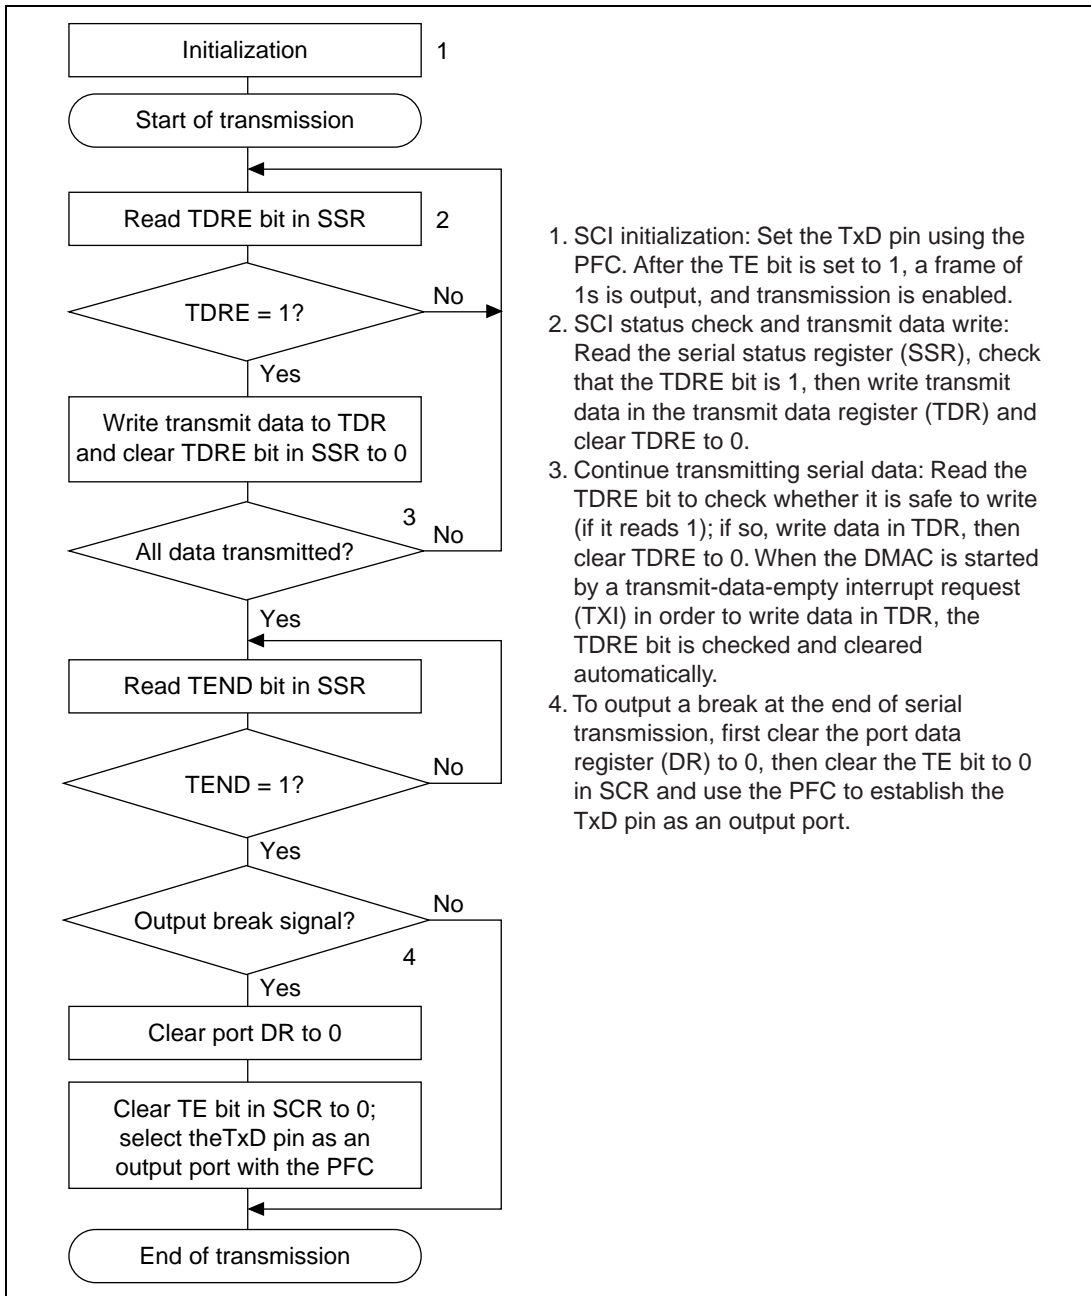 Initialization
1
Start of transmission
Read TDRE bit in SSR
2
TDRE = 1?
No
Yes
Write transmit data to TDR
and clear TDRE bit in SSR to 0
3
All data transmitted?
No
Yes
Read TEND bit in SSR
TEND = 1?
No
Yes
Output break signal?
No
4
Yes
Clear port DR to 0
Clear TE bit in SCR to 0;
select theTxD pin as an
output port with the PFC
End of transmission
1. SCI initialization: Set the TxD pin using the
PFC. After the TE bit is set to 1, a frame of
1s is output, and transmission is enabled.
2. SCI status check and transmit data write:
Read the serial status register (SSR), check
that the TDRE bit is 1, then write transmit
data in the transmit data register (TDR) and
clear TDRE to 0.
3. Continue transmitting serial data: Read the
TDRE bit to check whether it is safe to write
(if it reads 1); if so, write data in TDR, then
clear TDRE to 0. When the DMAC is started
by a transmit-data-empty interrupt request
(TXI) in order to write data in TDR, the
TDRE bit is checked and cleared
automatically.
4. To output a break at the end of serial
transmission, first clear the port data
register (DR) to 0, then clear the TE bit to 0
in SCR and use the PFC to establish the
TxD pin as an output port.